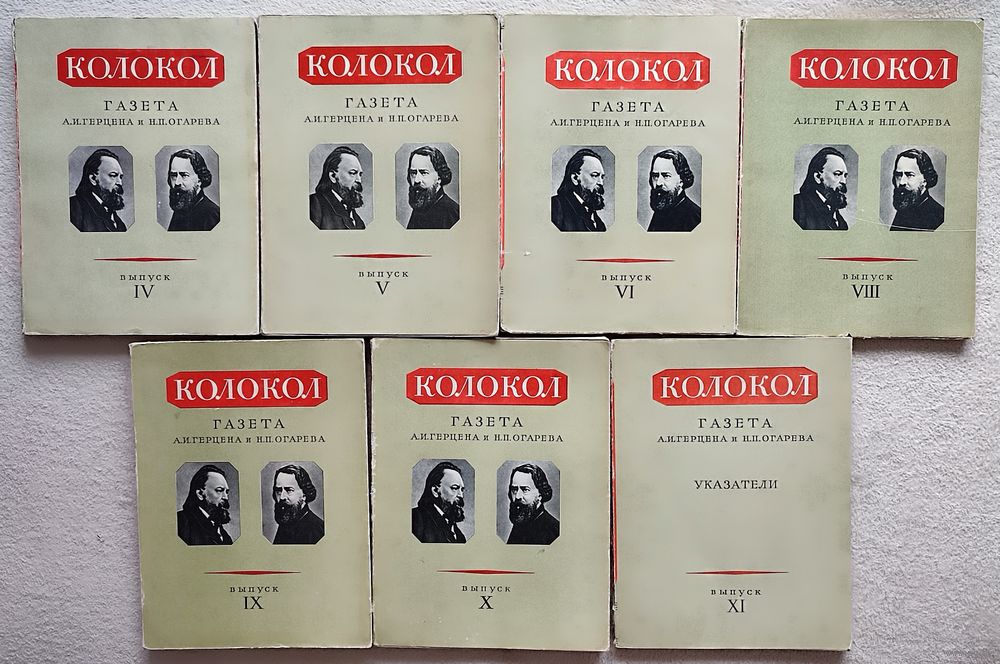 КОЛОКОЛ
ГАЗЕТА
А.И.ГЕРЦЕНА и Н.П.ОГАРЕВА
выпуск
IV
КОЛОКОЛ
ГАЗЕТА
А.И.ГЕРЦЕНА и Н.П.ОГАРЕВА
выпуск
V
КОЛОКОЛ
ГАЗЕТА
А.И.ГЕРЦЕНА и Н.П.ОГАРЕВА
выпуск
VI
КОЛОКОЛ
ГАЗЕТА
А.И.ГЕРЦЕНА и Н.П.ОГАРЕВА
выпуск
VIII
КОЛОКОЛ
ГАЗЕТА
А.И.ГЕРЦЕНА и Н.П.ОГАРЕВА
выпуск
IX
КОЛОКОЛ
ГАЗЕТА
А.И.ГЕРЦЕНА и Н.П.ОГАРЕВА
выпуск
X
КОЛОКОЛ
ГАЗЕТА
А.И.ГЕРЦЕНА и Н.П.ОГАРЕВА
УКАЗАТЕЛИ
выпуск
XI